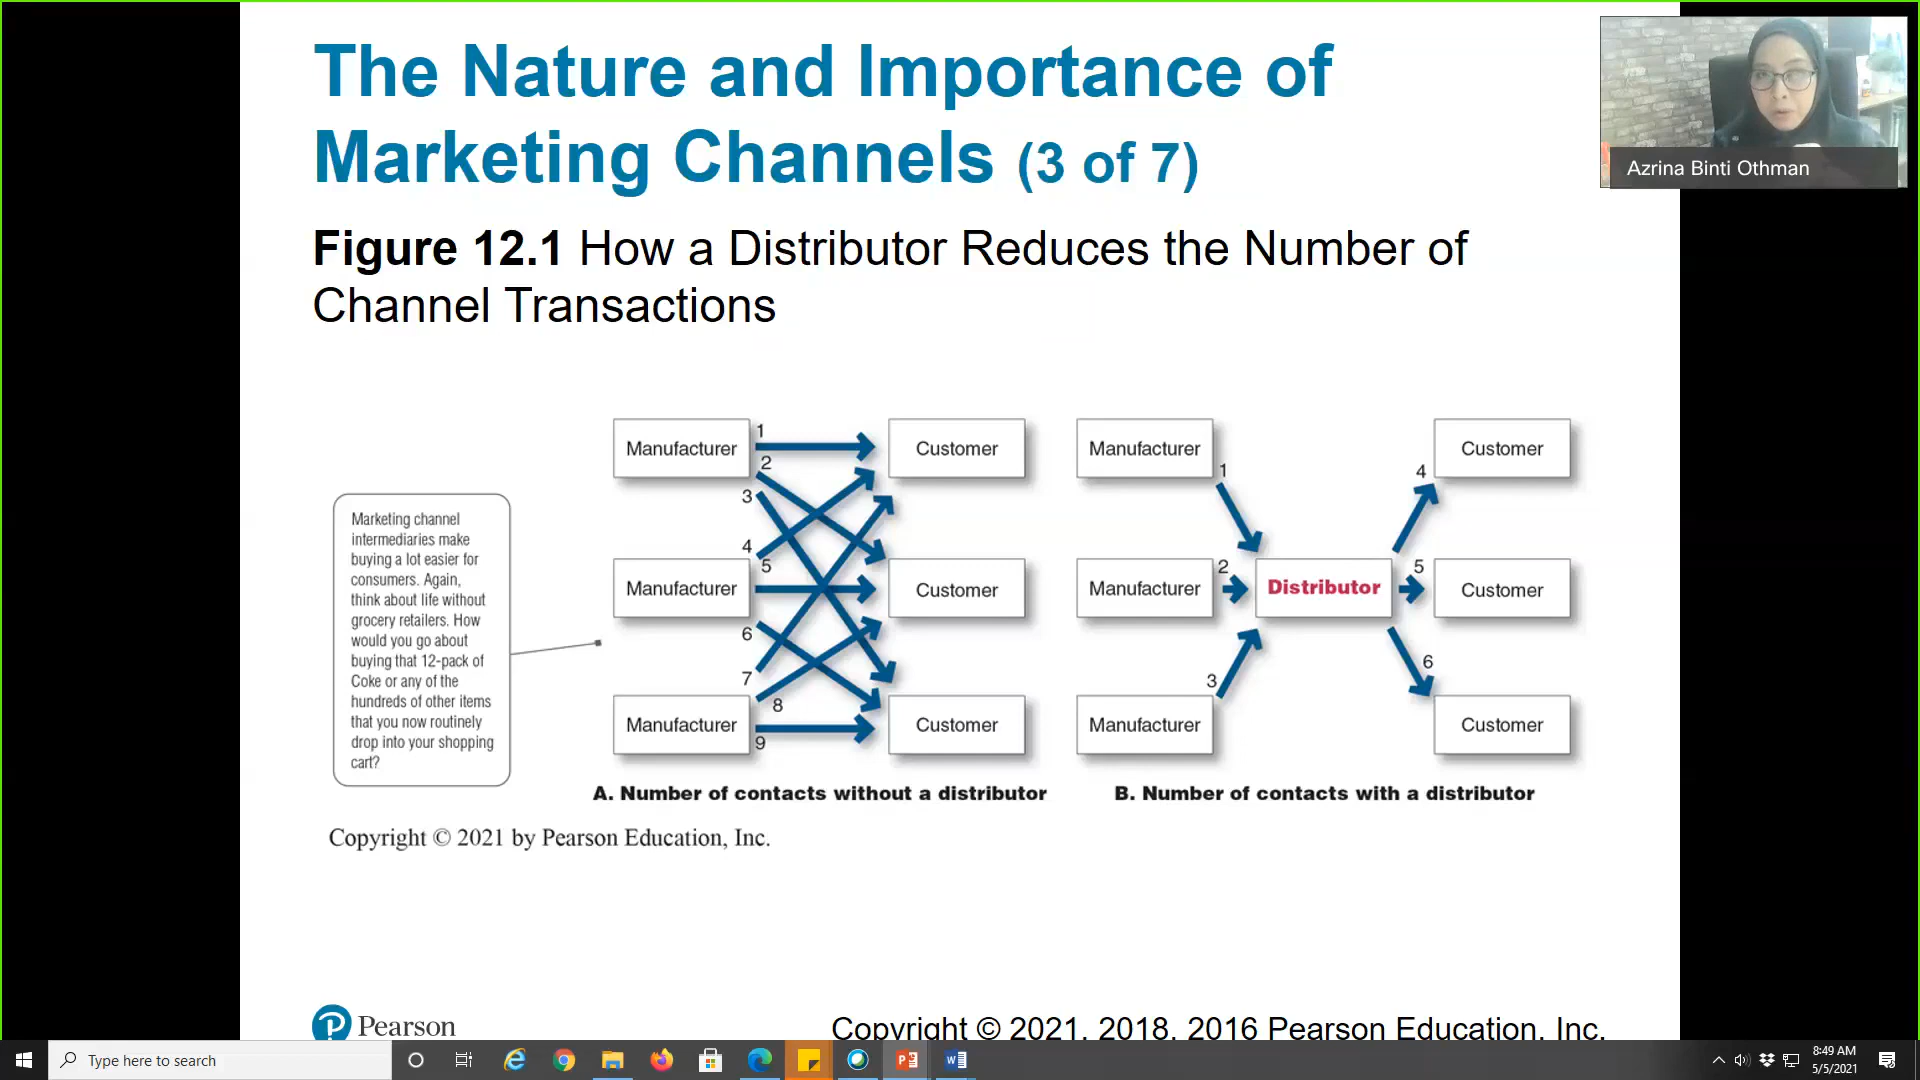 The Nature and Importance of
Marketing Channels (3 of 7)
Azrina Binti Othman
Figure 12.1 How a Distributor Reduces the Number of
Channel Transactions
Marketing channel
intermediaries make
buying a lot easier for
consumers. Again,
think about life without
grocery retailers. How
would you go about
buying that 12-pack of
Coke or any of the
hundreds of other items
that you now routinely
drop into your shopping
cart?
Manufacturer
1
2
3
Customer
Manufacturer
4
5
6
Customer
Manufacturer
7
8
9
Customer
A. Number of contacts without a distributor
Manufacturer
1
Manufacturer
2
Manufacturer
3
Distributor
4
Customer
5
Customer
6
Customer
B. Number of contacts with a distributor
Copyright © 2021 by Pearson Education, Inc.
Pearson
Copyright © 2021, 2018, 2016 Pearson Education, Inc.
Type here to search
8:49 AM
5/5/2021